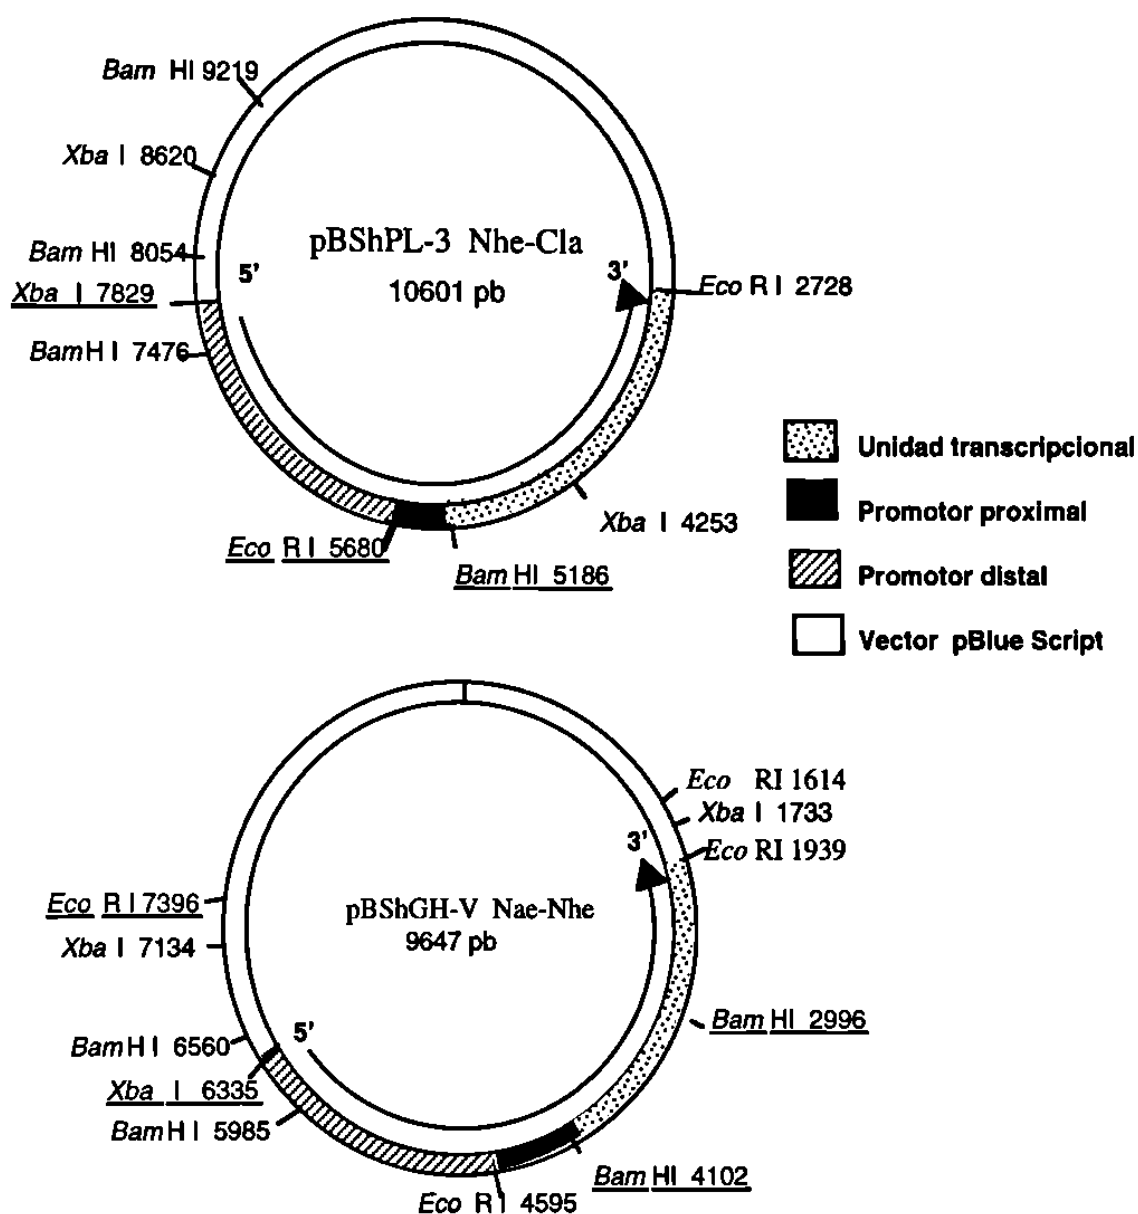 Bam HI 9219
Xba I 8620
Bam HI 8054
Xba I 7829
BamH I 7476
pBShPL-3 Nhe-Cla
10601 pb
5'
3'
Eco R I 2728
Xba I 4253
Eco R I 5680
Bam HI 5186
Unidad transcripcional
Promotor proximal
Promotor distal
Vector pBlue Script
Eco RI 1614
Xba I 1733
3'
Eco RI 1939
Eco R I 7396
Xba I 7134
pBShGH-V Nae-Nhe
9647 pb
Bam HI 2996
5'
BamH I 6560
Xba I 6335
BamH I 5985
Bam HI 4102
Eco R I 4595